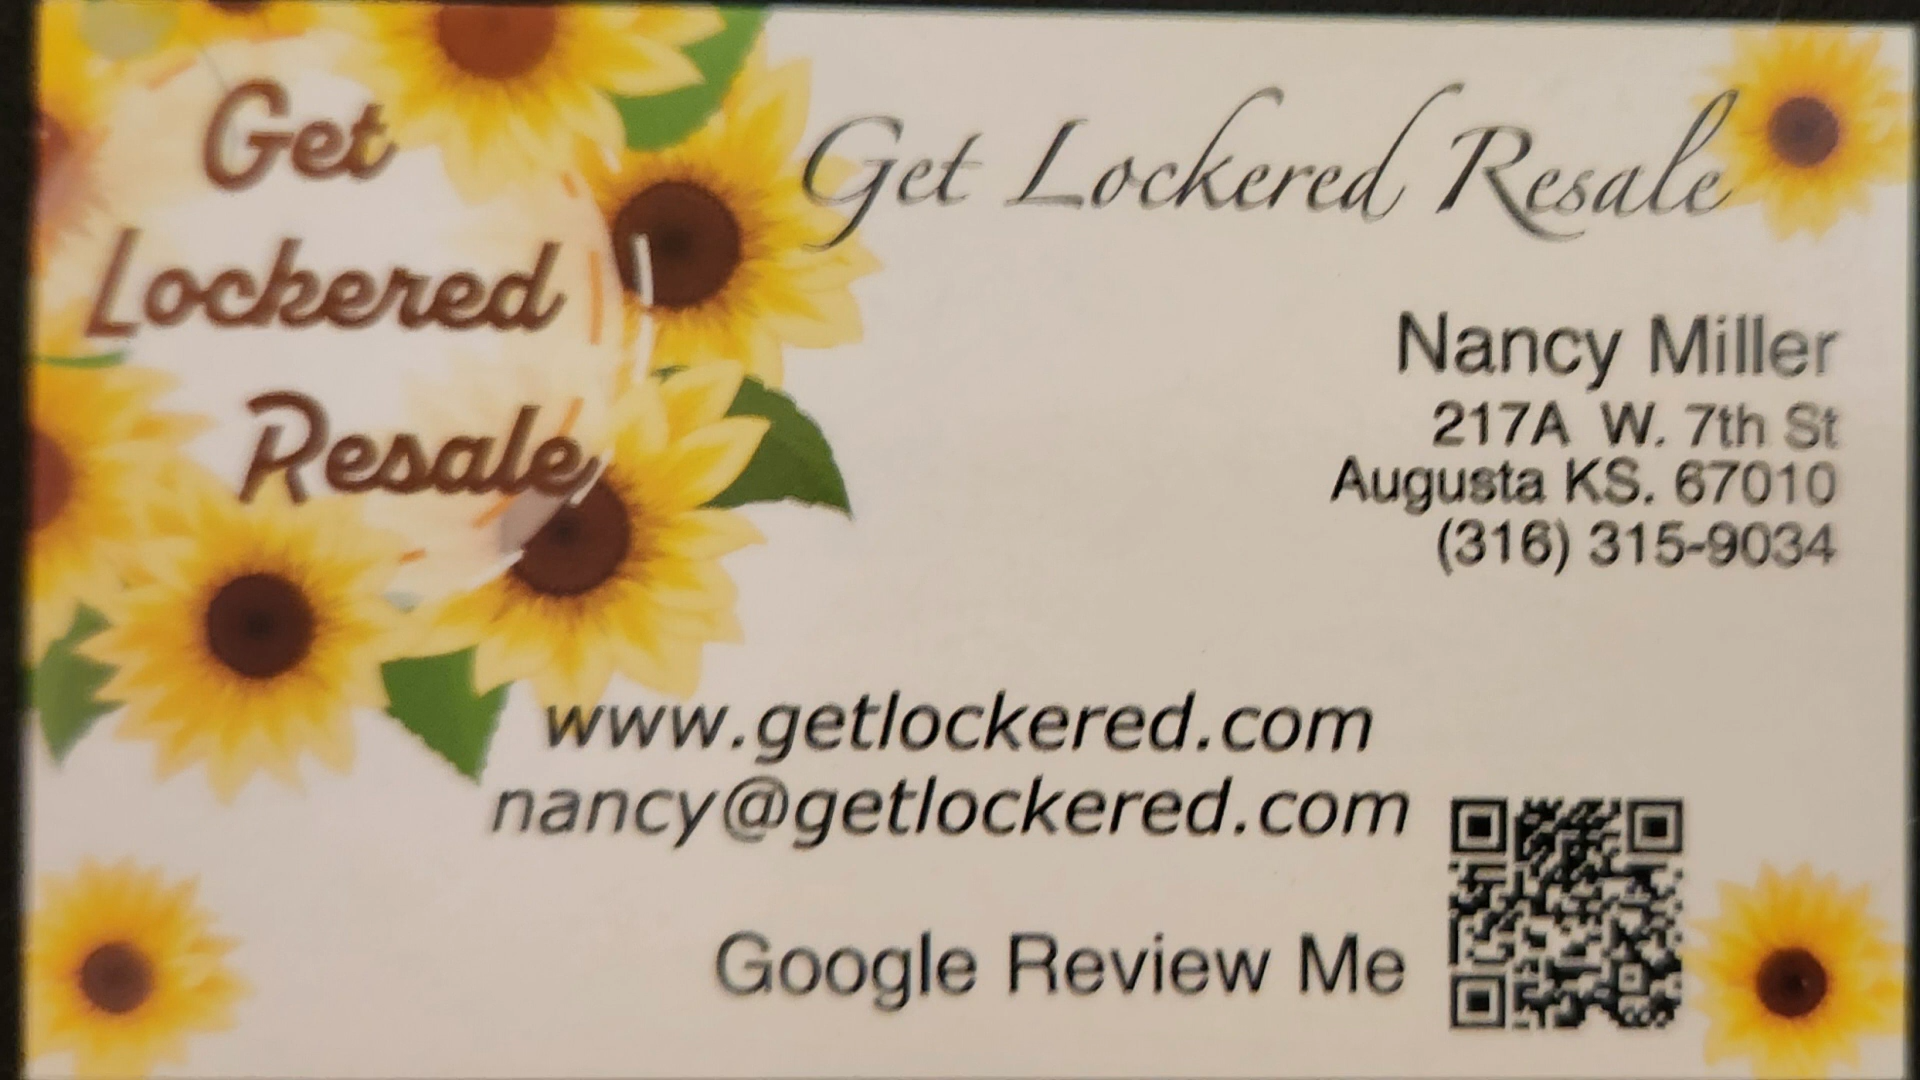 Get
Lockered
Resale
Get Lockered Resale
Nancy Miller
217A W. 7th St
Augusta KS. 67010
(316) 315-9034
www.getlockered.com
nancy@getlockered.com
Google Review Me